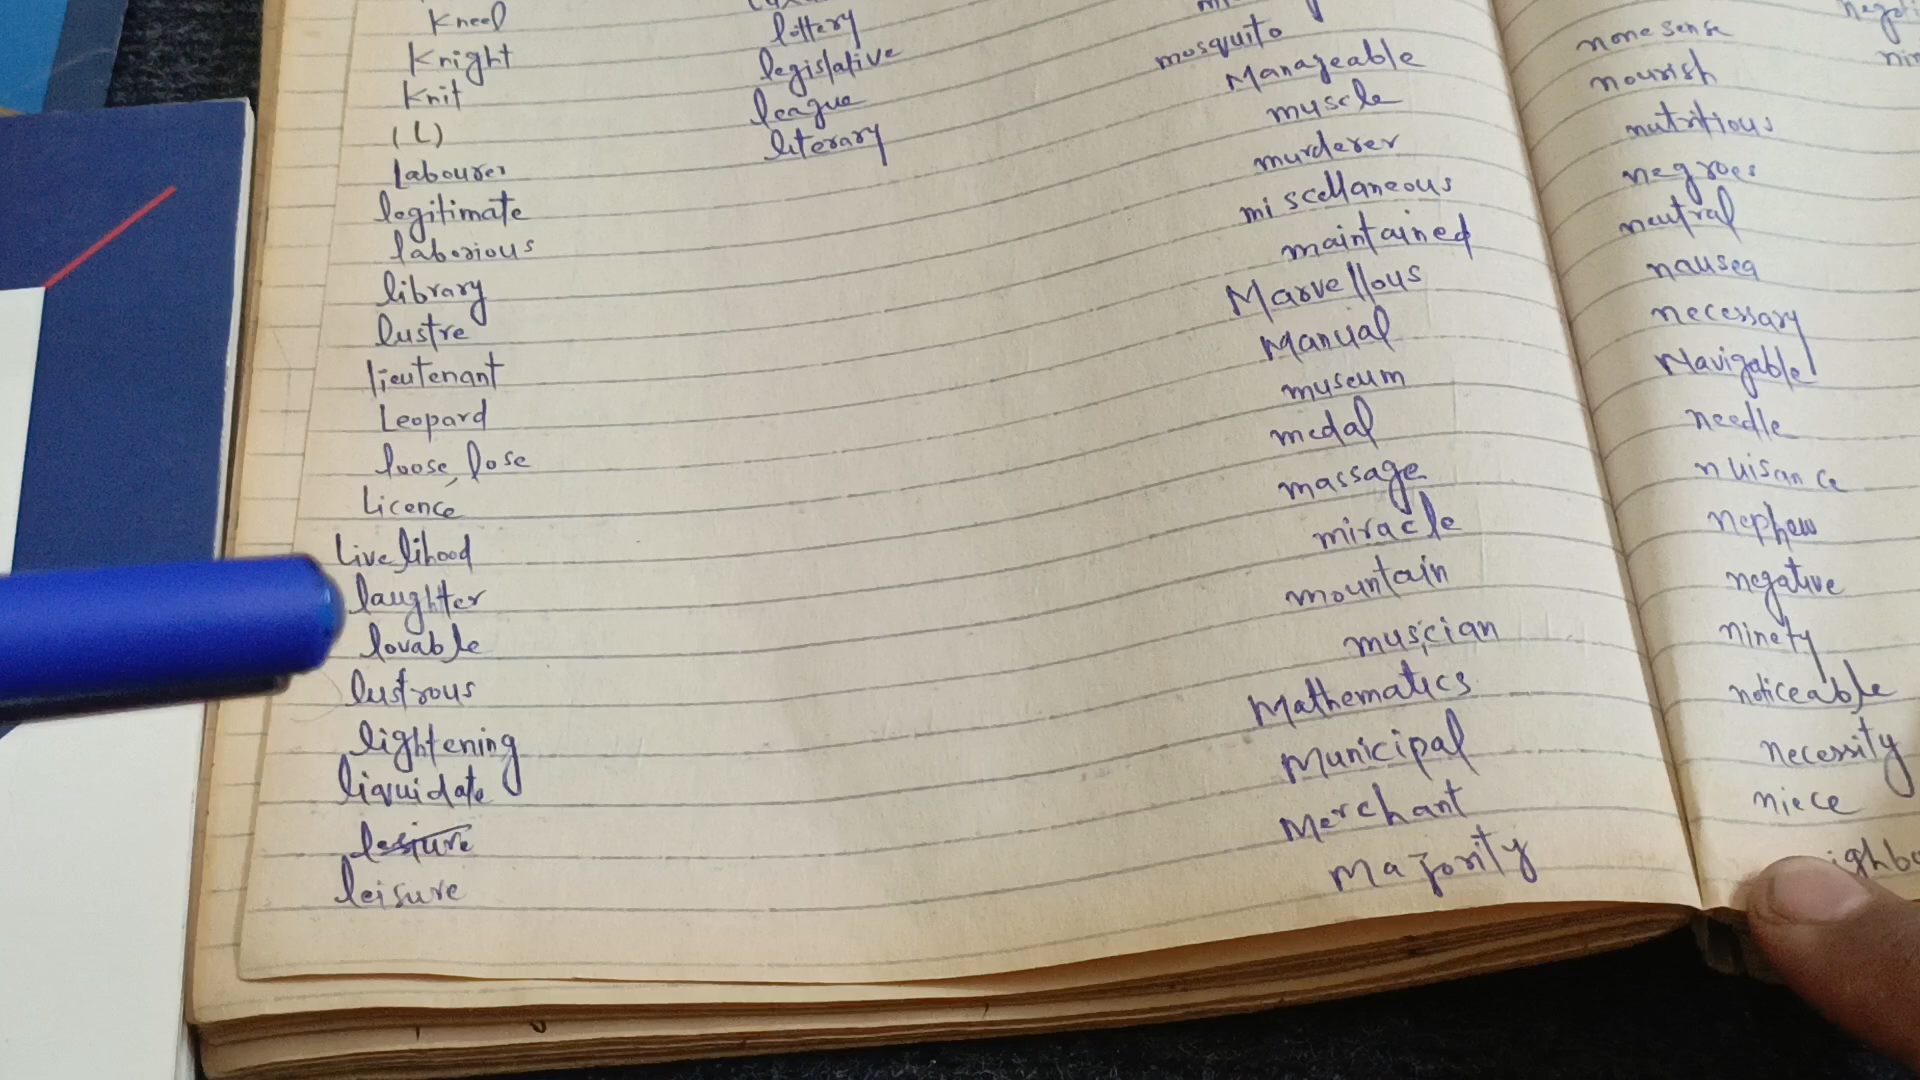 Kneel
Knight
Knit
(L)
Labourer
legitimate
laborious
library
lustre
lieutenant
Leopard
loose, lose
Licence
Livelihood
laughter
lovable
lustrous
lightening
liquidate
lesiure
leisure
lottery
legislative
league
literary
mosquito
Manageable
muscle
murderer
miscellaneous
maintained
Marvellous
Manual
museum
medal
massage
miracle
mountain
musician
Mathematics
Municipal
Merchant
Majority
nonesense
nourish
nutritious
negroes
neutral
nausea
necessary
Navigable
needle
nuisance
nephew
negative
ninety
noticeable
necessity
niece